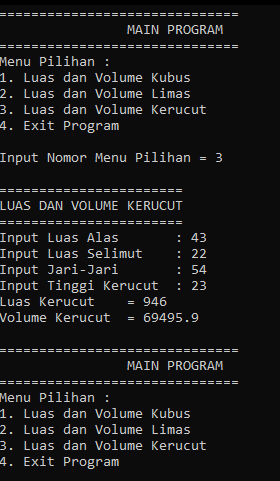 ==============================
MAIN PROGRAM
==============================
Menu Pilihan :
1. Luas dan Volume Kubus
2. Luas dan Volume Limas
3. Luas dan Volume Kerucut
4. Exit Program
Input Nomor Menu Pilihan = 3
=======================
LUAS DAN VOLUME KERUCUT
=======================
Input Luas Alas       : 43
Input Luas Selimut    : 22
Input Jari-Jari       : 54
Input Tinggi Kerucut  : 23
Luas Kerucut    = 946
Volume Kerucut  = 69495.9
==============================
MAIN PROGRAM
==============================
Menu Pilihan :
1. Luas dan Volume Kubus
2. Luas dan Volume Limas
3. Luas dan Volume Kerucut
4. Exit Program